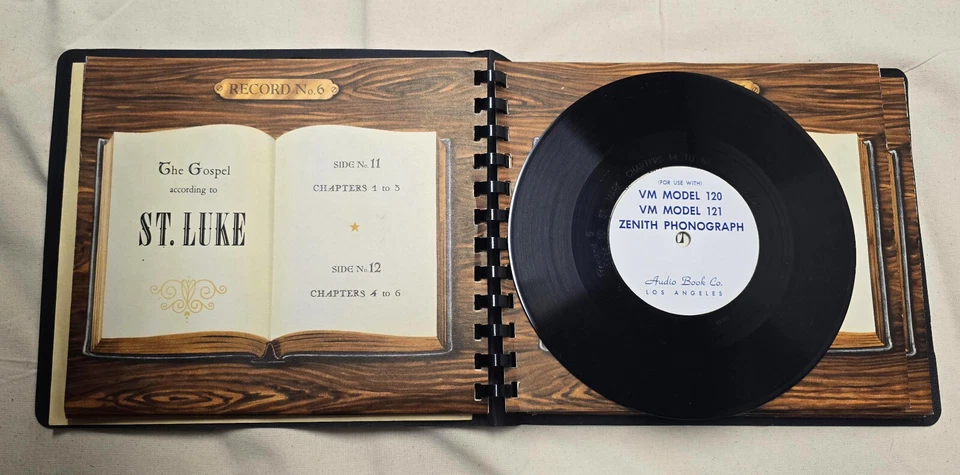 RECORD No.6
The Gospel
according to
ST. LUKE
SIDE No.11
CHAPTERS 1 to 3
SIDE No.12
CHAPTERS 4 to 6
(FOR USE WITH)
VM MODEL 120
VM MODEL 121
ZENITH PHONOGRAPH
Audio Book Co.
LOS ANGELES